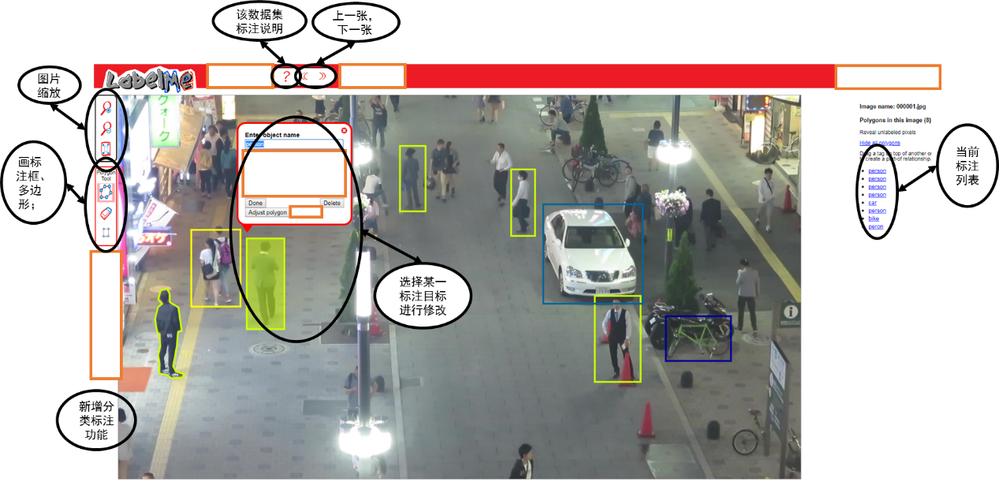 该数据集
标注说明
上一张，
下一张
图片
缩放
LabelMe
?
«
»
クォーク
Enter object name
person
Done
Delete
Adjust polygon
Polygon
Tool
画标
注框、
多边
形；
Image name: 000001.jpg
Polygons in this image (8)
Reveal unlabeled pixels
Hide all polygons
Drag a tag on top of another
to create a part-of relationship
person
person
person
person
car
person
bike
peron
当前
标注
列表
选择某一
标注目标
进行修改
新增分
类标注
功能
カラオケ
i